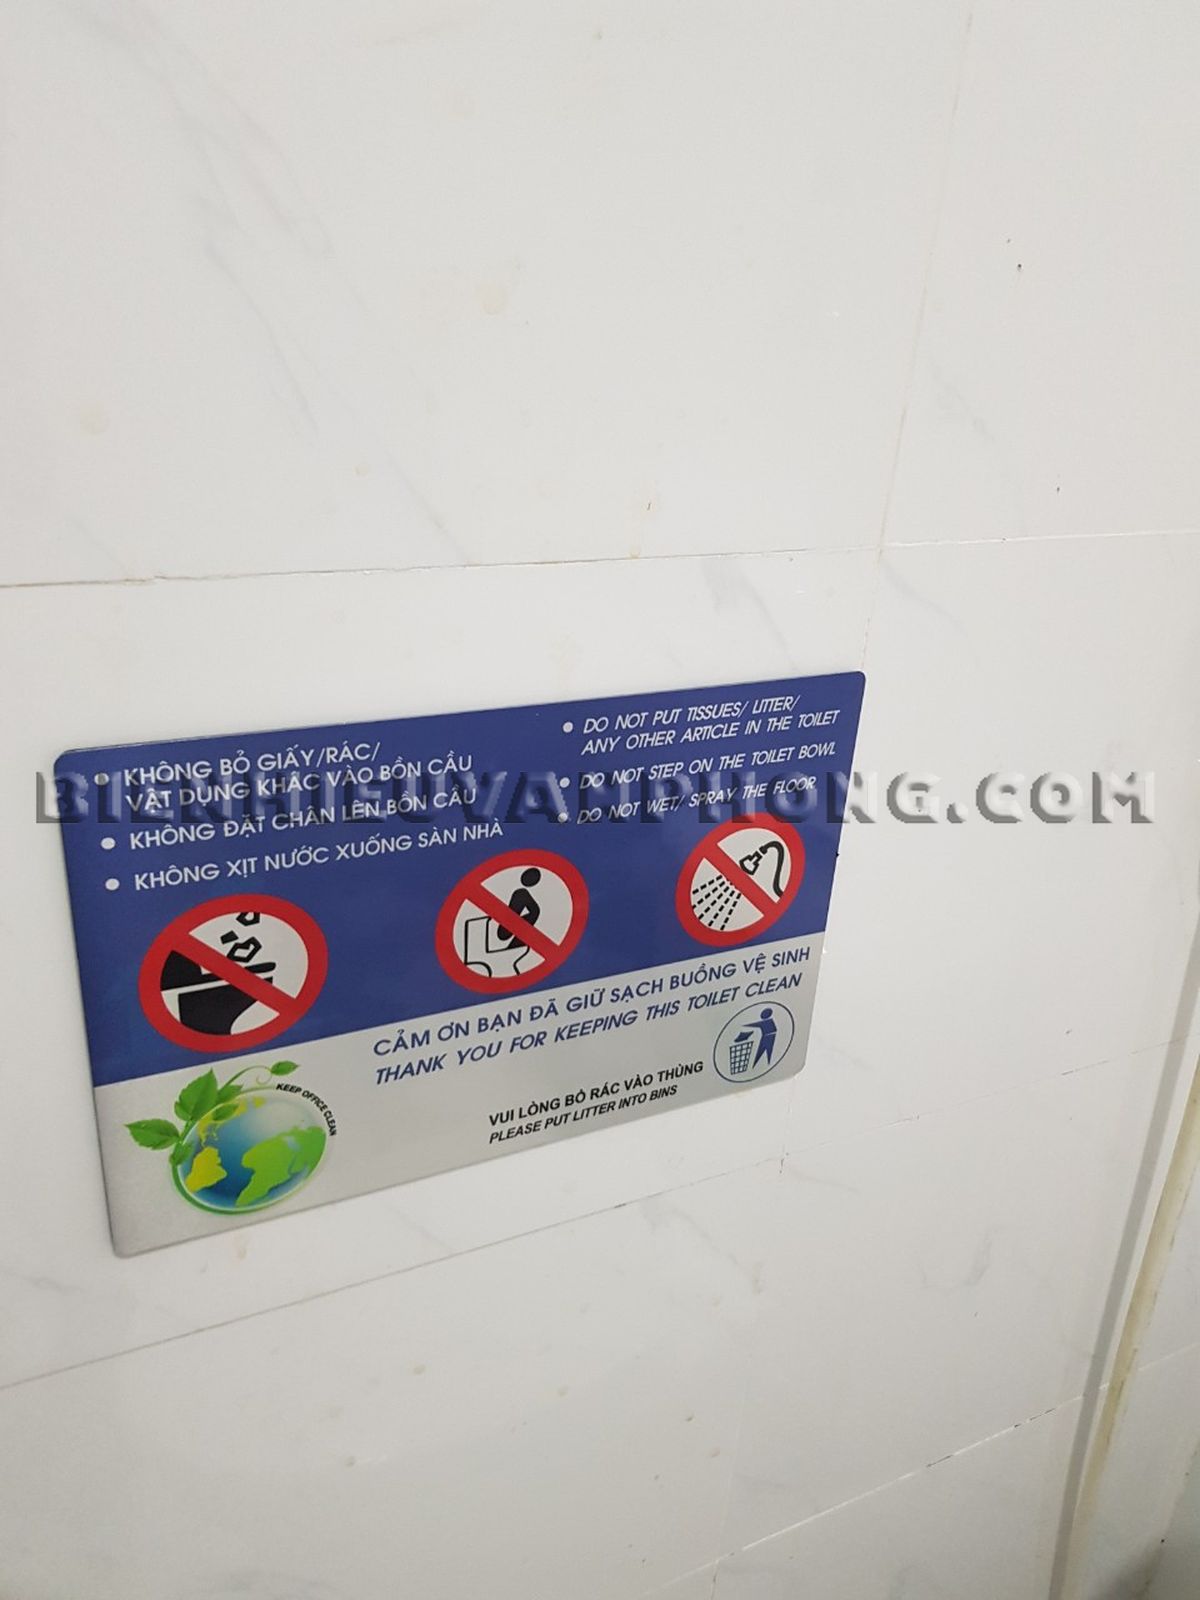 KHÔNG BỎ GIẤY/RÁC/
VẬT DỤNG KHÁC VÀO BỒN CẦU
KHÔNG ĐẶT CHÂN LÊN BỒN CẦU
KHÔNG XỊT NƯỚC XUỐNG SÀN NHÀ
DO NOT PUT TISSUES/ LITTER/
ANY OTHER ARTICLE IN THE TOILET
DO NOT STEP ON THE TOILET BOWL
DO NOT WET/ SPRAY THE FLOOR
BIENHIEUVANPHONG.COM
CẢM ƠN BẠN ĐÃ GIỮ SẠCH BUỒNG VỆ SINH
THANK YOU FOR KEEPING THIS TOILET CLEAN
KEEP OFFICE CLEAN
VUI LÒNG BỎ RÁC VÀO THÙNG
PLEASE PUT LITTER INTO BINS